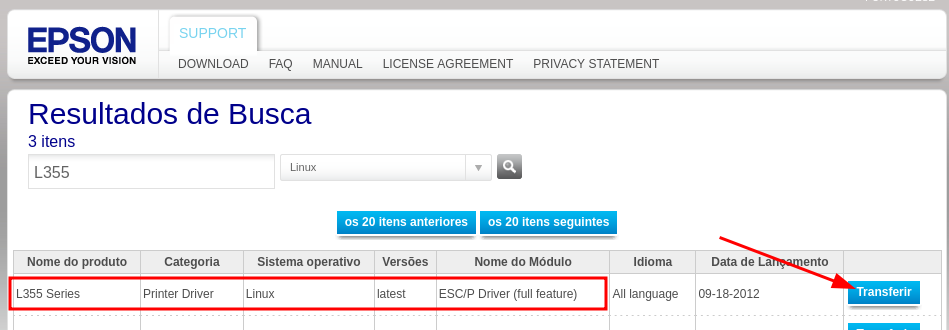 EPSON
EXCEED YOUR VISION
SUPPORT
DOWNLOAD FAQ MANUAL LICENSE AGREEMENT PRIVACY STATEMENT
Resultados de Busca
3 itens
L355 Linux
os 20 itens anteriores os 20 itens seguintes
Nome do produto Categoria Sistema operativo Versões Nome do Módulo Idioma Data de Lançamento
L355 Series Printer Driver Linux latest ESC/P Driver (full feature) All language 09-18-2012 Transferir